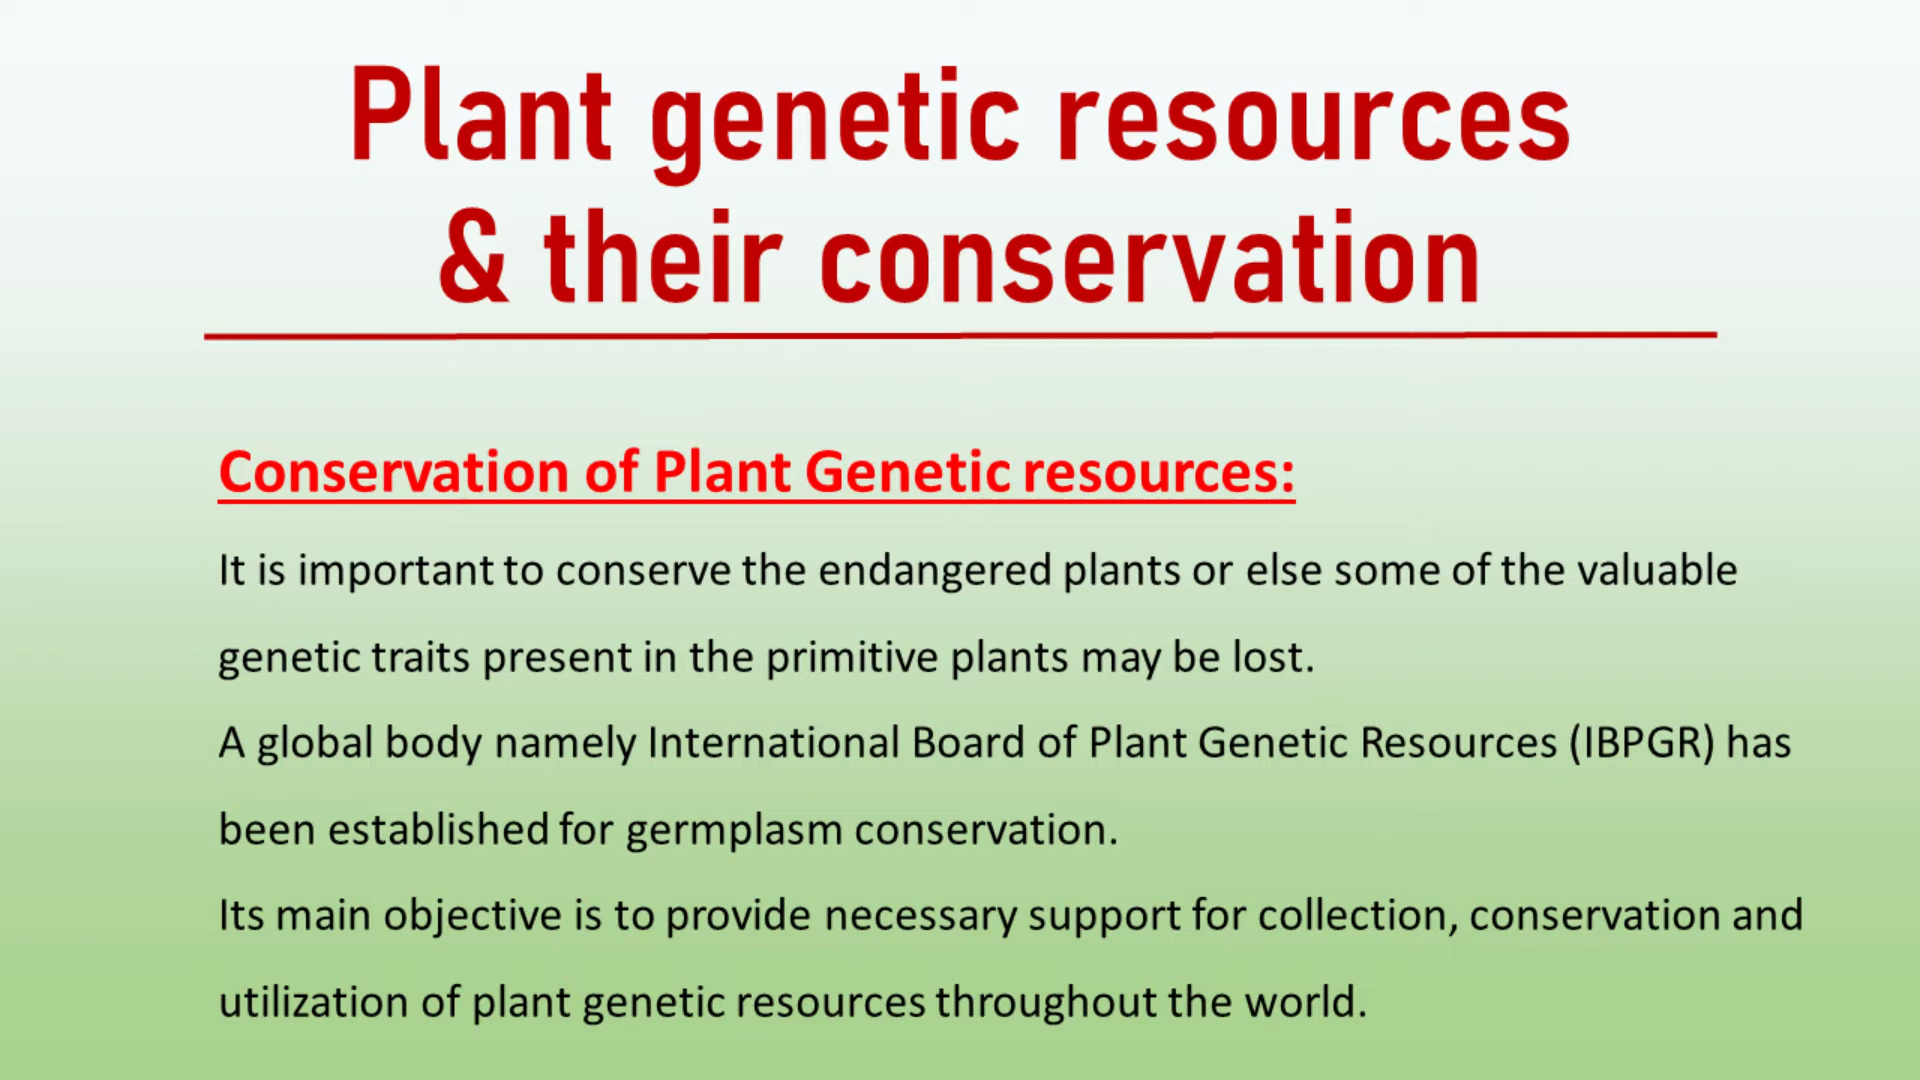 Plant genetic resources
& their conservation
Conservation of Plant Genetic resources:
It is important to conserve the endangered plants or else some of the valuable
genetic traits present in the primitive plants may be lost.
A global body namely International Board of Plant Genetic Resources (IBPGR) has
been established for germplasm conservation.
Its main objective is to provide necessary support for collection, conservation and
utilization of plant genetic resources throughout the world.